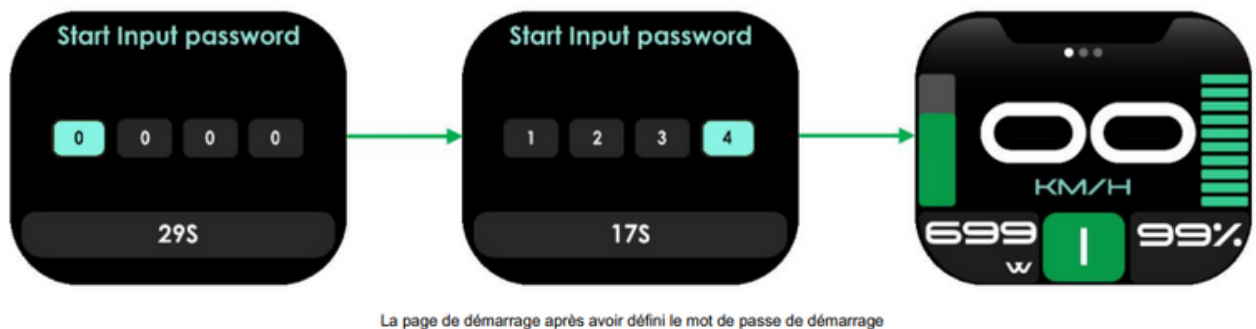 Start Input password
0 0 0 0
29S
Start Input password
1 2 3 4
17S
00
KM/H
699
W
1
99%
La page de démarrage après avoir défini le mot de passe de démarrage